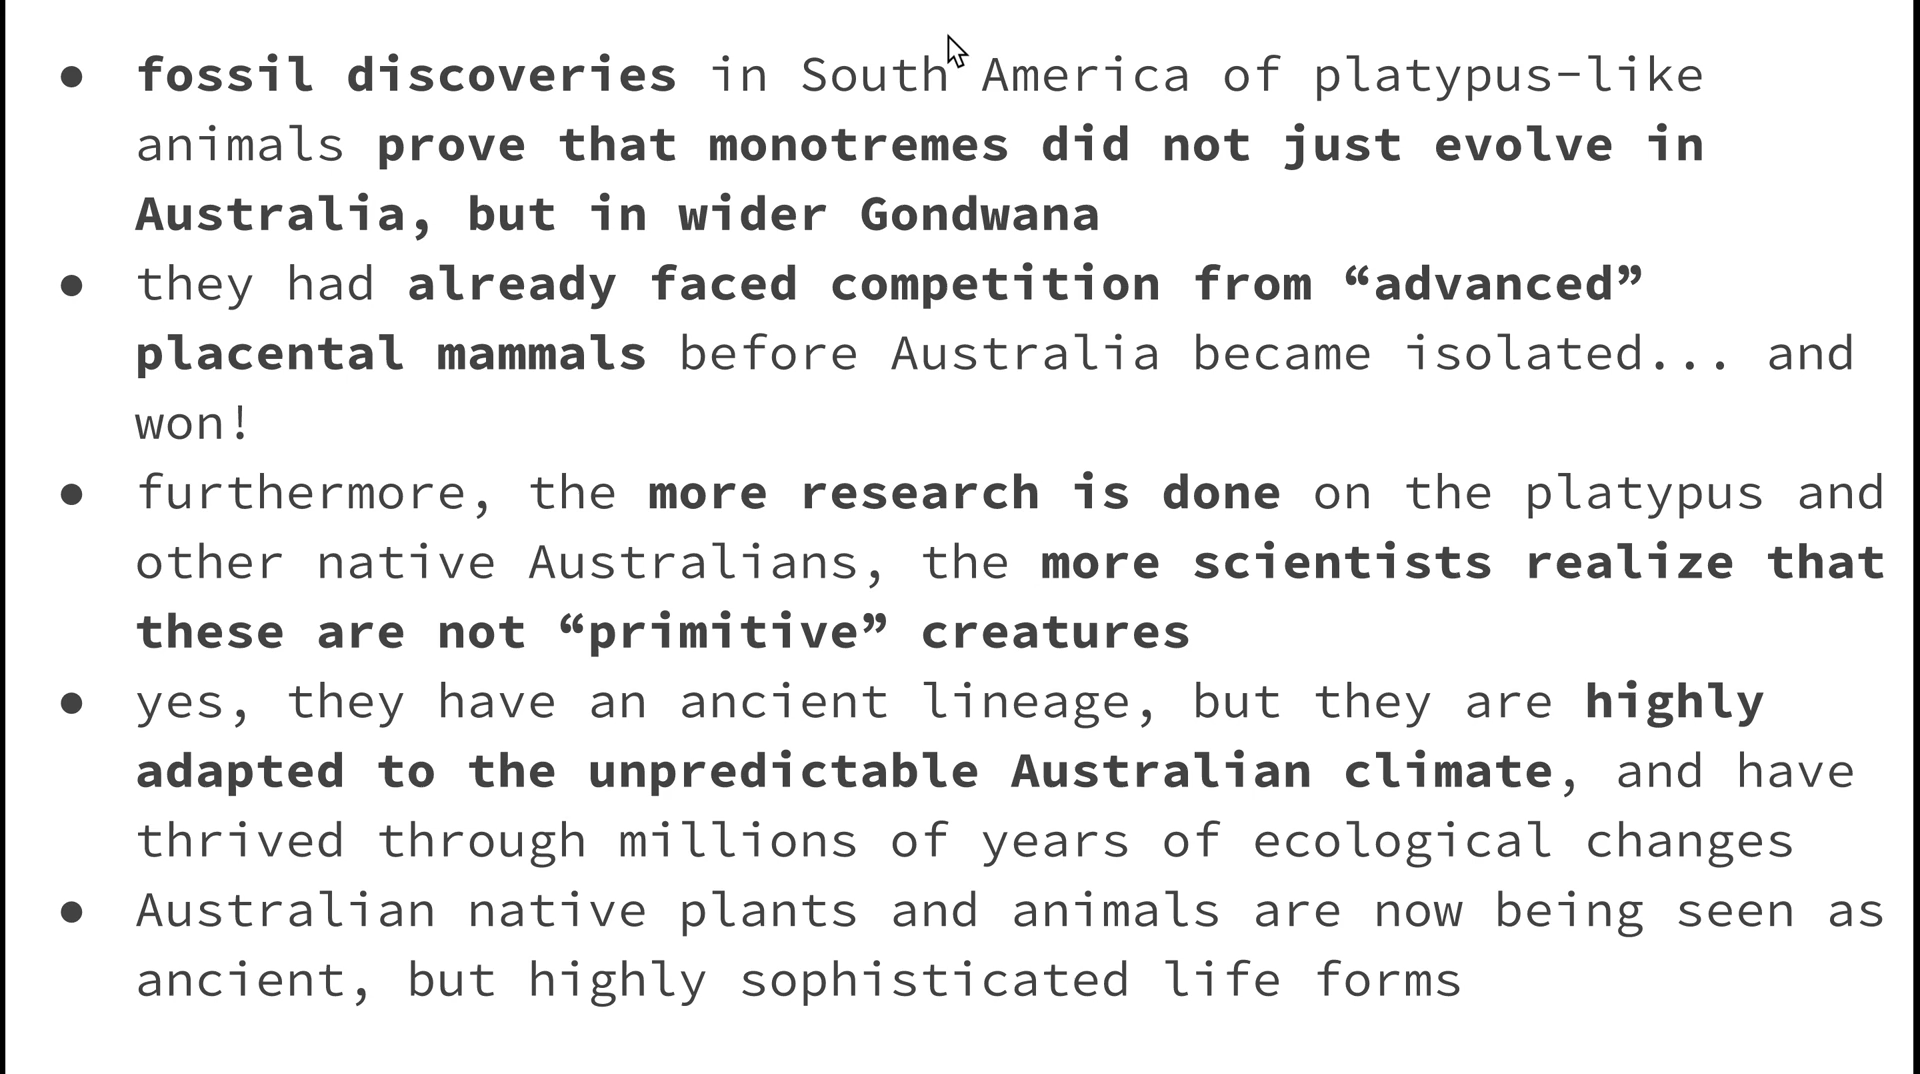 ● fossil discoveries in South America of platypus-like
animals prove that monotremes did not just evolve in
Australia, but in wider Gondwana
● they had already faced competition from “advanced”
placental mammals before Australia became isolated... and
won!
● furthermore, the more research is done on the platypus and
other native Australians, the more scientists realize that
these are not “primitive” creatures
● yes, they have an ancient lineage, but they are highly
adapted to the unpredictable Australian climate, and have
thrived through millions of years of ecological changes
● Australian native plants and animals are now being seen as
ancient, but highly sophisticated life forms